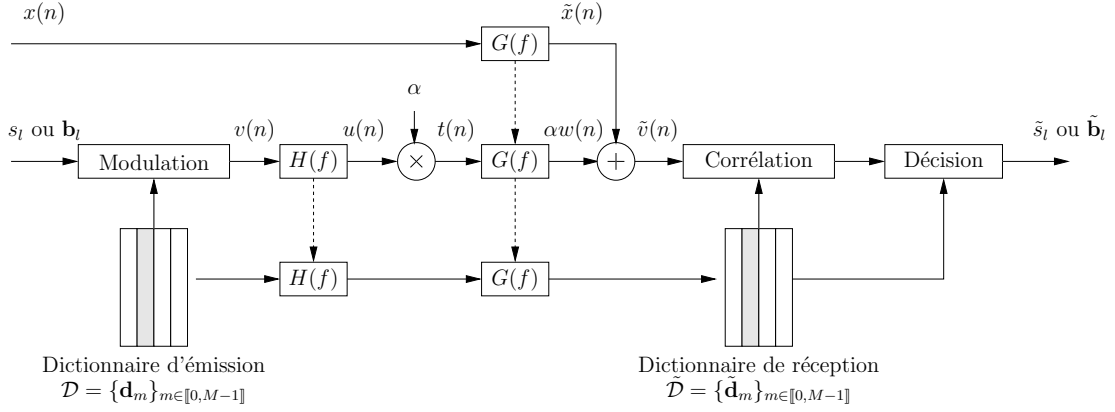 x(n)
x̃(n)
G(f)
α
s_l ou b_l
v(n)
u(n)
t(n)
αw(n)
ṽ(n)
s̃_l ou b̃_l
Modulation
H(f)
×
G(f)
+
Corrélation
Décision
H(f)
G(f)
Dictionnaire d'émission
D = {d_m}_{m∈⟦0,M−1⟧}
Dictionnaire de réception
D̃ = {d̃_m}_{m∈⟦0,M−1⟧}